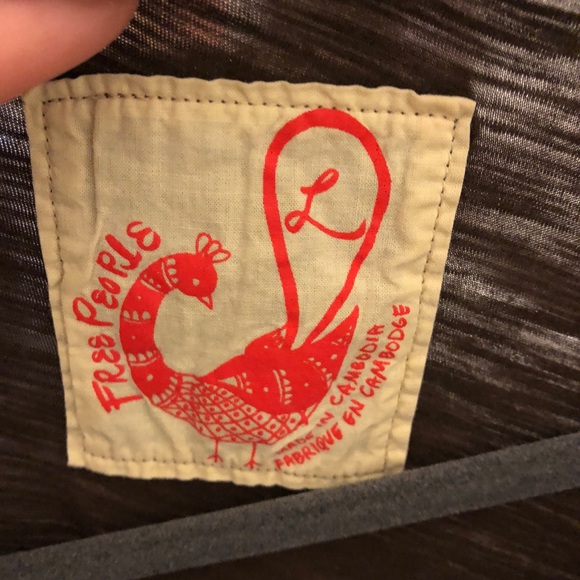 FREE PEOPLE
L
MADE IN CAMBODIA
FABRIQUE EN CAMBODGE